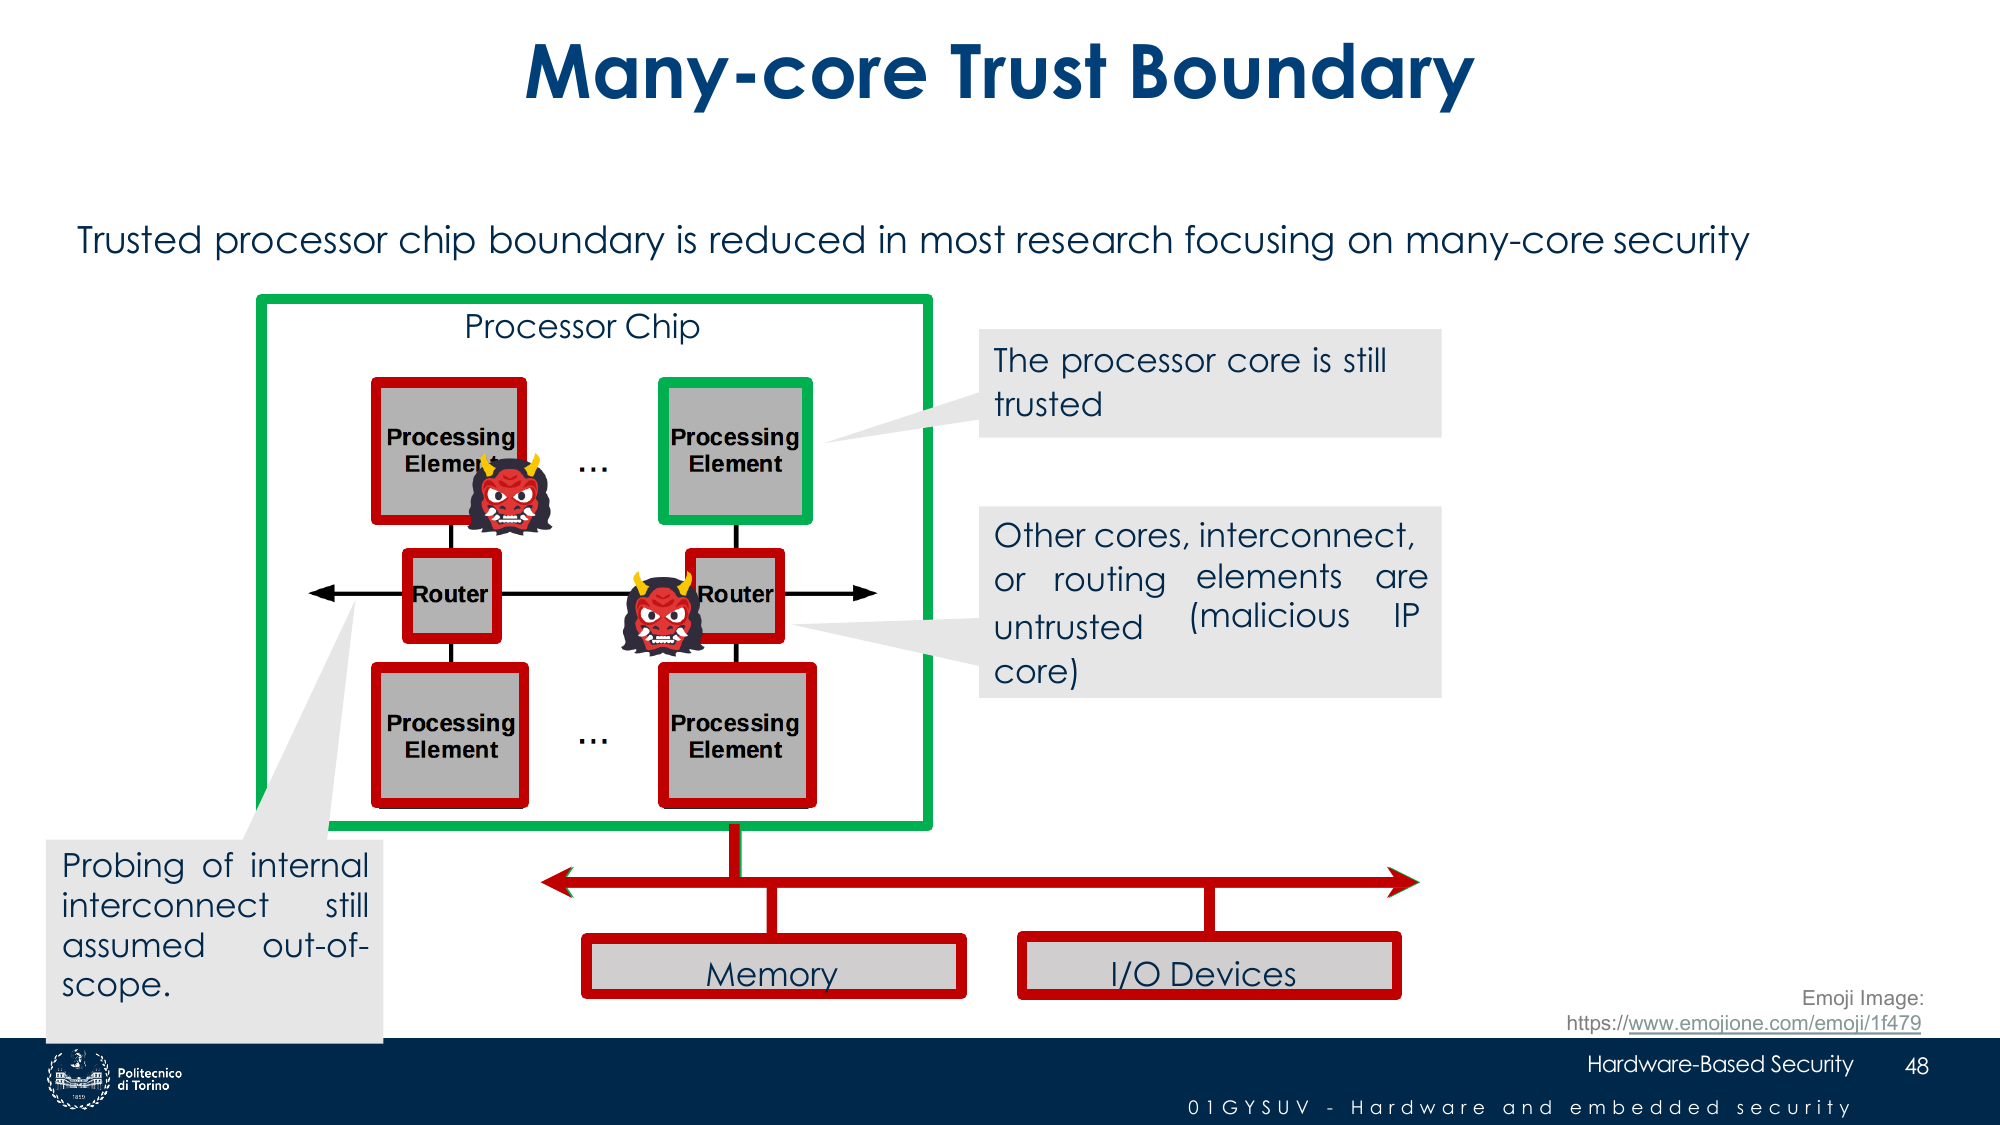 Many-core Trust Boundary
Trusted processor chip boundary is reduced in most research focusing on many-core security
Processor Chip
Processing
Element
...
Processing
Element
The processor core is still
trusted
Router
Router
Other cores, interconnect,
or routing elements are
untrusted (malicious IP
core)
Processing
Element
...
Processing
Element
Probing of internal
interconnect still
assumed out-of-
scope.
Memory
I/O Devices
Emoji Image:
https://www.emojione.com/emoji/1f479
Politecnico
di Torino
1859
Hardware-Based Security
48
01GYSUV - Hardware and embedded security